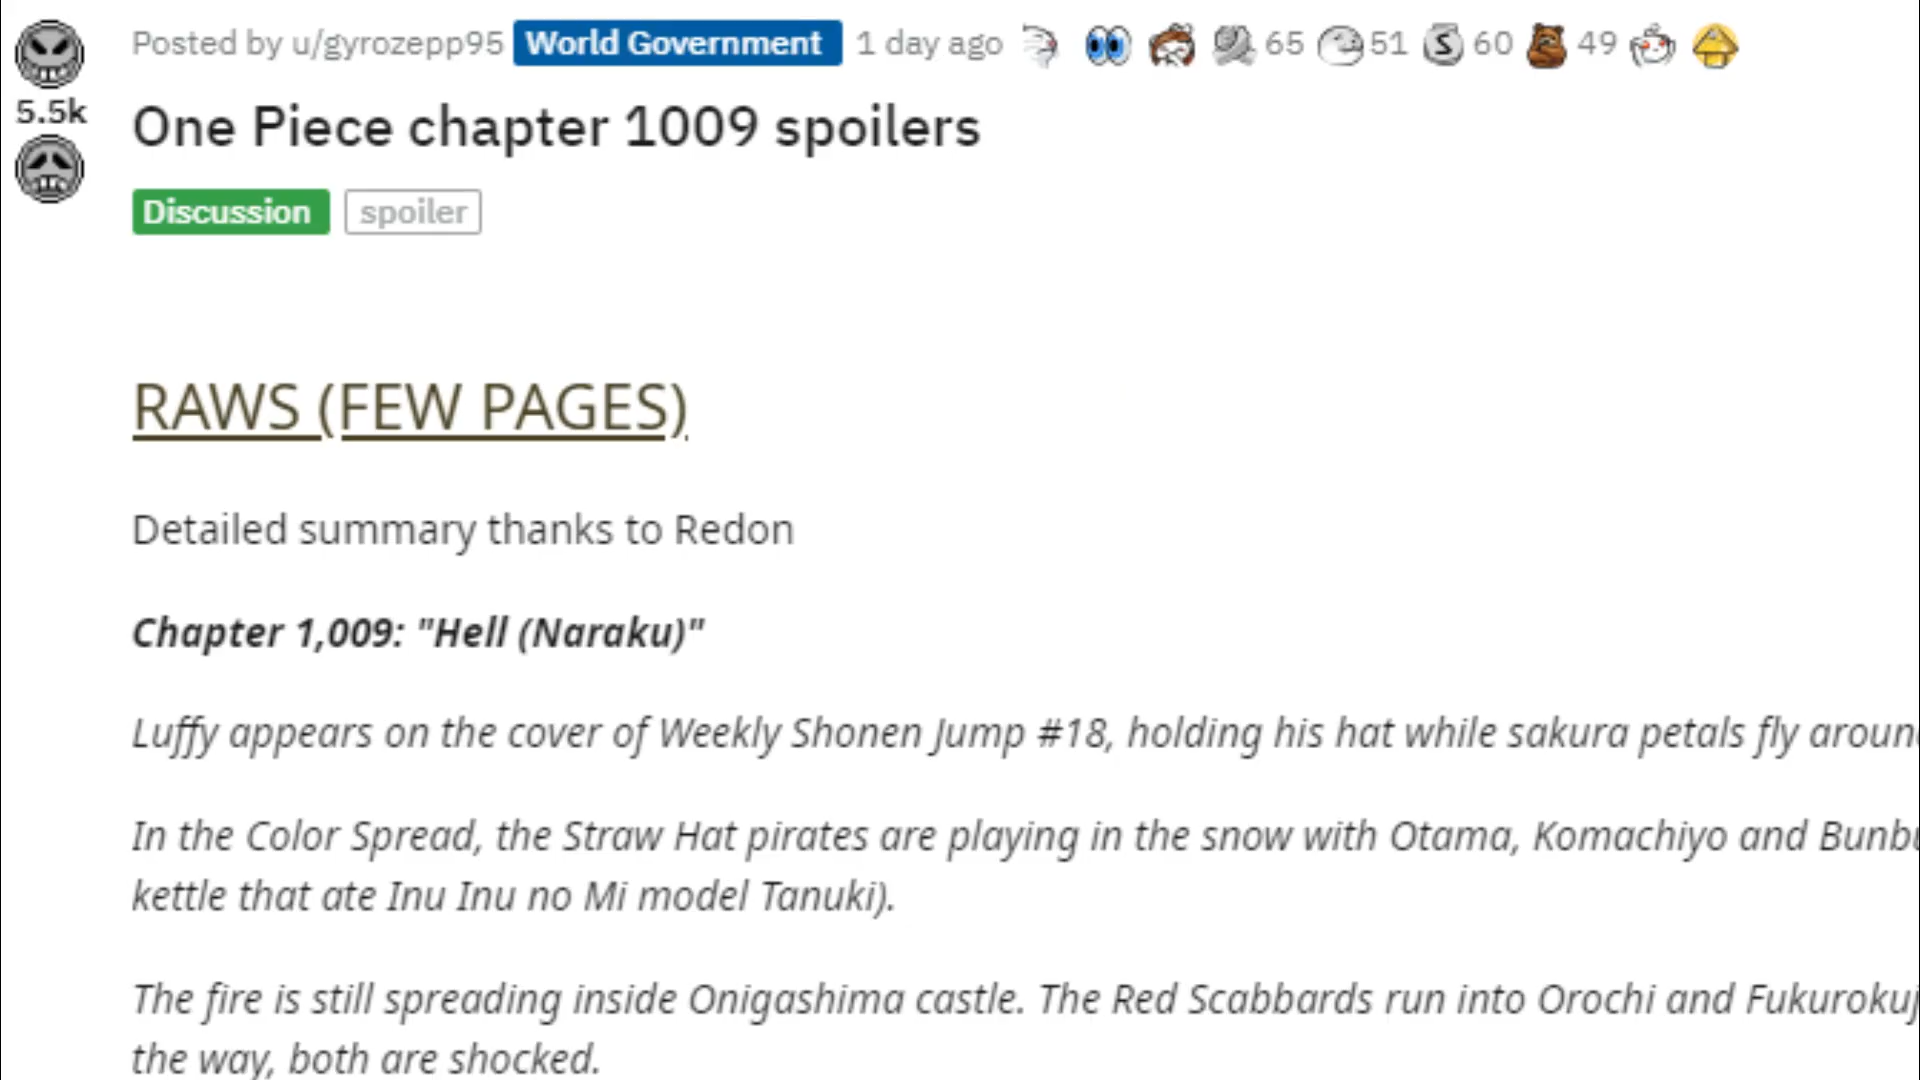 Posted by u/gyrozepp95 World Government 1 day ago 65 51 S 60 49
5.5k
One Piece chapter 1009 spoilers
Discussion spoiler
RAWS (FEW PAGES)
Detailed summary thanks to Redon
Chapter 1,009: "Hell (Naraku)"
Luffy appears on the cover of Weekly Shonen Jump #18, holding his hat while sakura petals fly
In the Color Spread, the Straw Hat pirates are playing in the snow with Otama, Komachiyo and
kettle that ate Inu Inu no Mi model Tanuki).
The fire is still spreading inside Onigashima castle. The Red Scabbards run into Orochi and
the way, both are shocked.